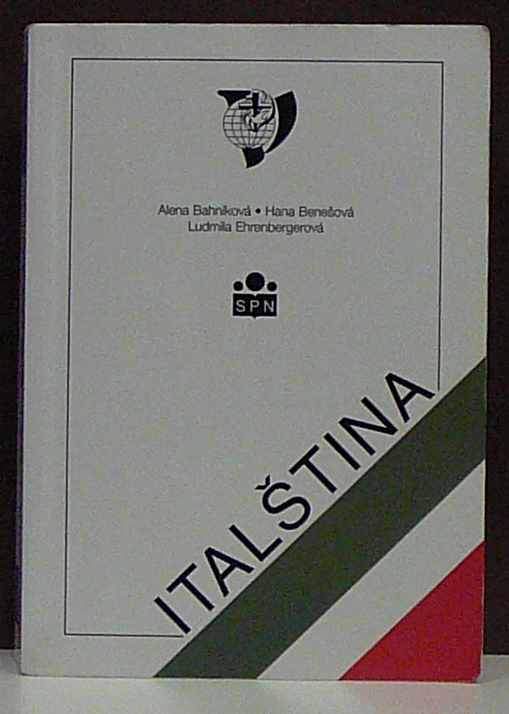 Alena Bahníková • Hana Benešová
Ludmila Ehrenbergerová
SPN
ITALŠTINA